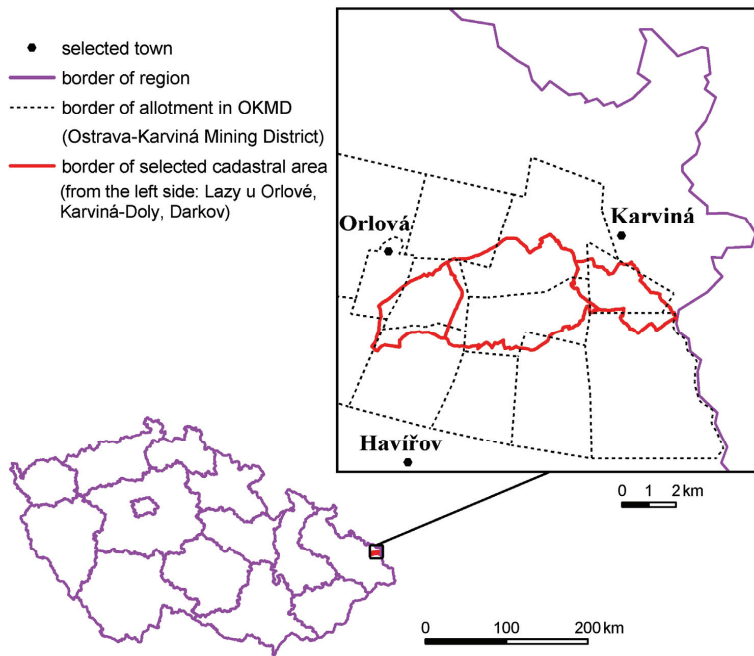 selected town
border of region
border of allotment in OKMD
(Ostrava-Karviná Mining District)
border of selected cadastral area
(from the left side: Lazy u Orlové,
Karviná-Doly, Darkov)
Orlová
Karviná
Havířov
0 1 2 km
0 100 200 km